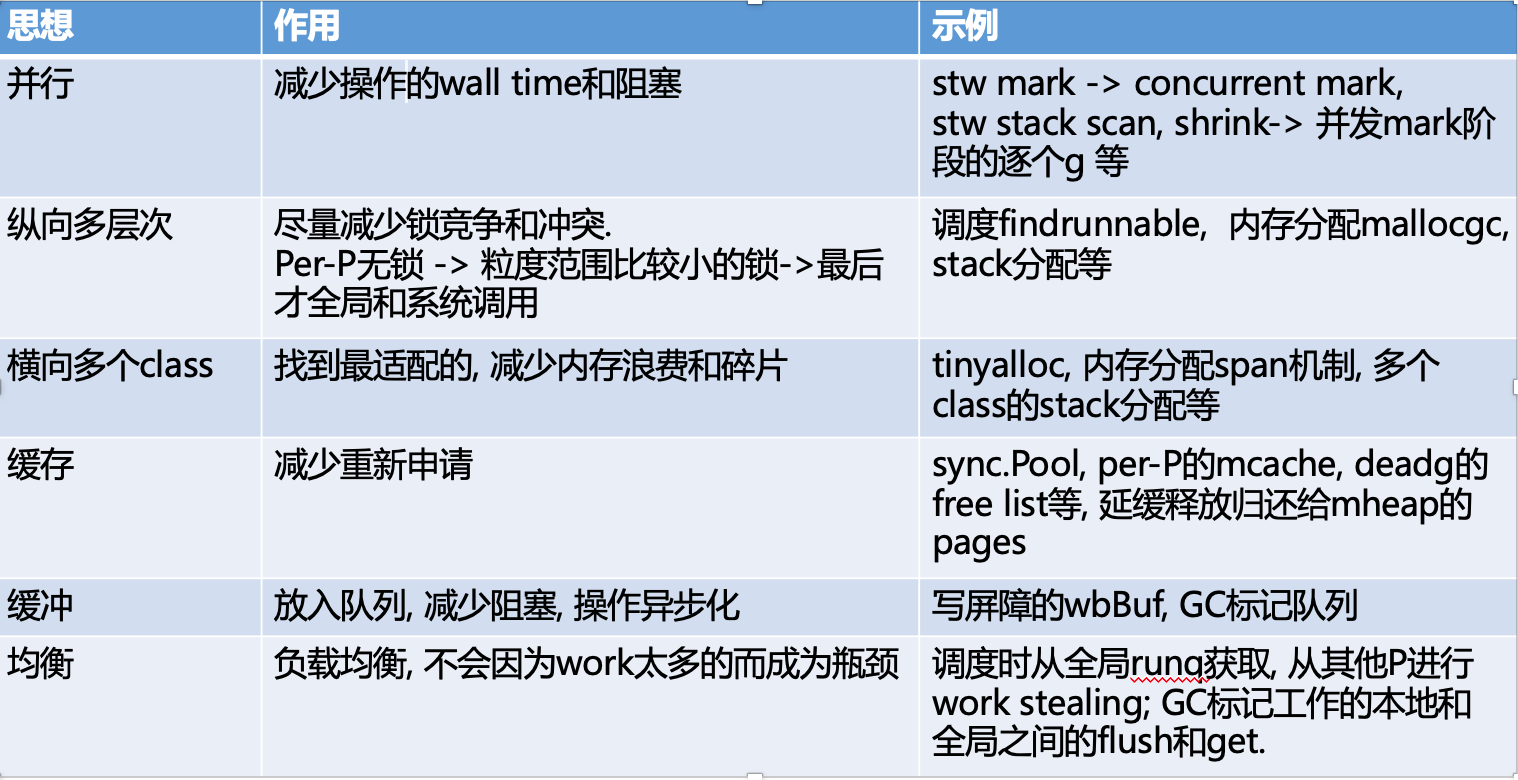 思想
作用
示例
并行
减少操作的wall time和阻塞
stw mark -> concurrent mark,
stw stack scan, shrink-> 并发mark阶
段的逐个g 等
纵向多层次
尽量减少锁竞争和冲突.
Per-P无锁 -> 粒度范围比较小的锁->最后
才全局和系统调用
调度findrunnable, 内存分配mallocgc,
stack分配等
横向多个class
找到最适配的, 减少内存浪费和碎片
tinyalloc, 内存分配span机制, 多个
class的stack分配等
缓存
减少重新申请
sync.Pool, per-P的mcache, deadg的
free list等, 延缓释放归还给mheap的
pages
缓冲
放入队列, 减少阻塞, 操作异步化
写屏障的wbBuf, GC标记队列
均衡
负载均衡, 不会因为work太多的而成为瓶颈
调度时从全局runq获取, 从其他P进行
work stealing; GC标记工作的本地和
全局之间的flush和get.